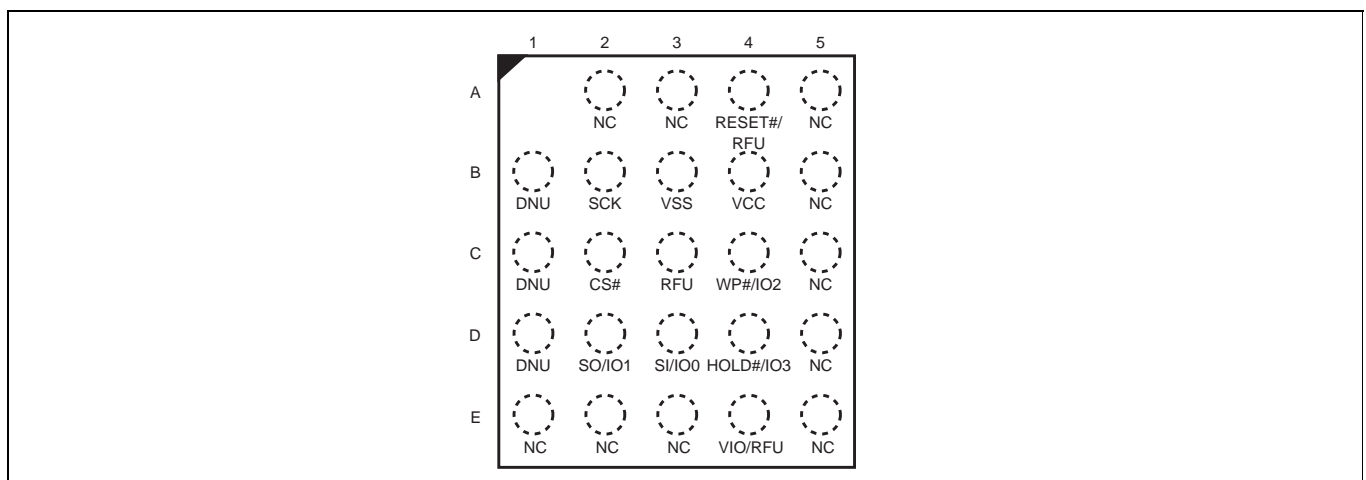 1 2 3 4 5
A
NC NC RESET#/ NC
RFU
B
DNU SCK VSS VCC NC
C
DNU CS# RFU WP#/IO2 NC
D
DNU SO/IO1 SI/IO0 HOLD#/IO3 NC
E
NC NC NC VIO/RFU NC